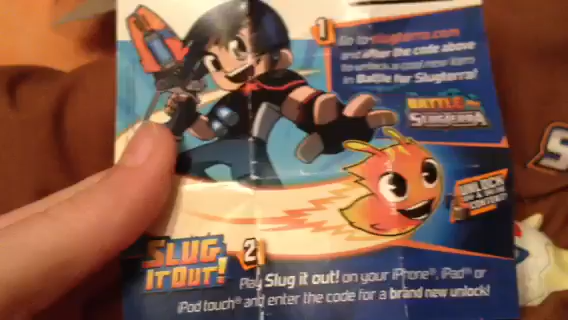 1
Go to slugterra.com
and enter the code above
to unlock a cool new item
in Battle for Slugterra!
BATTLE for
SLUGTERRA
UNLOCK
CONTENT!
SLUG
IT OUT!
2
Play Slug it out! on your iPhone®, iPad® or
iPod touch® and enter the code for a brand new unlock!
S